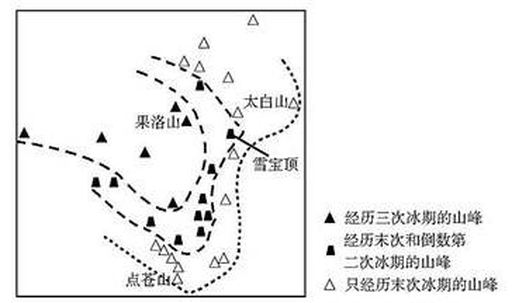 太白山
果洛山
雪宝顶
点苍山
经历三次冰期的山峰
经历末次和倒数第
二次冰期的山峰
只经历末次冰期的山峰